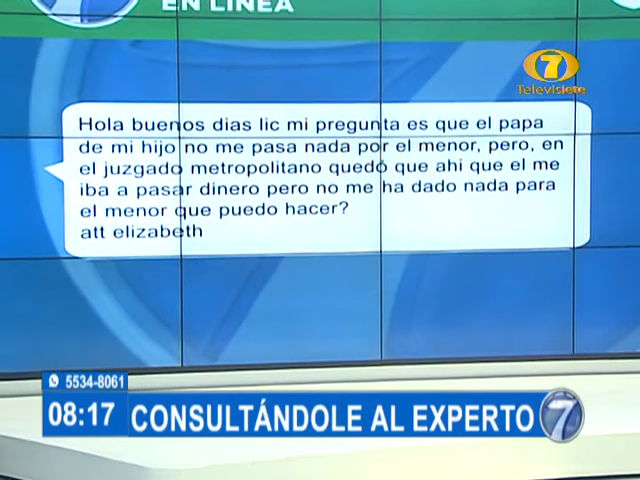 EN LÍNEA
7
Televisiete
Hola buenos dias lic mi pregunta es que el papa
de mi hijo no me pasa nada por el menor, pero, en
el juzgado metropolitano quedó que ahi que el me
iba a pasar dinero pero no me ha dado nada para
el menor que puedo hacer?
att elizabeth
5534-8061
08:17 CONSULTÁNDOLE AL EXPERTO 7